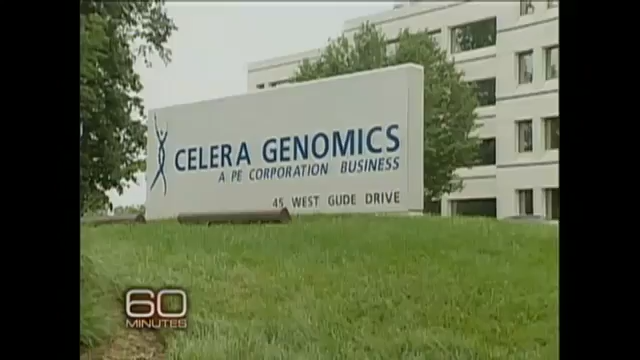 CELERA GENOMICS
A PE CORPORATION BUSINESS
45 WEST GUDE DRIVE
60
MINUTES